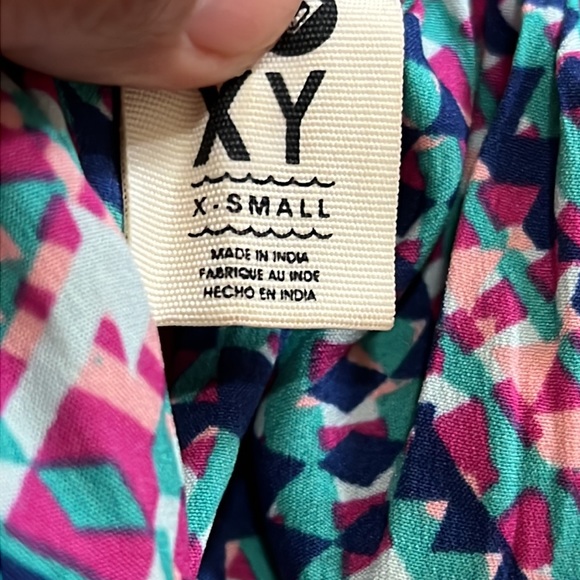 XY
X-SMALL
MADE IN INDIA
FABRIQUE AU INDE
HECHO EN INDIA